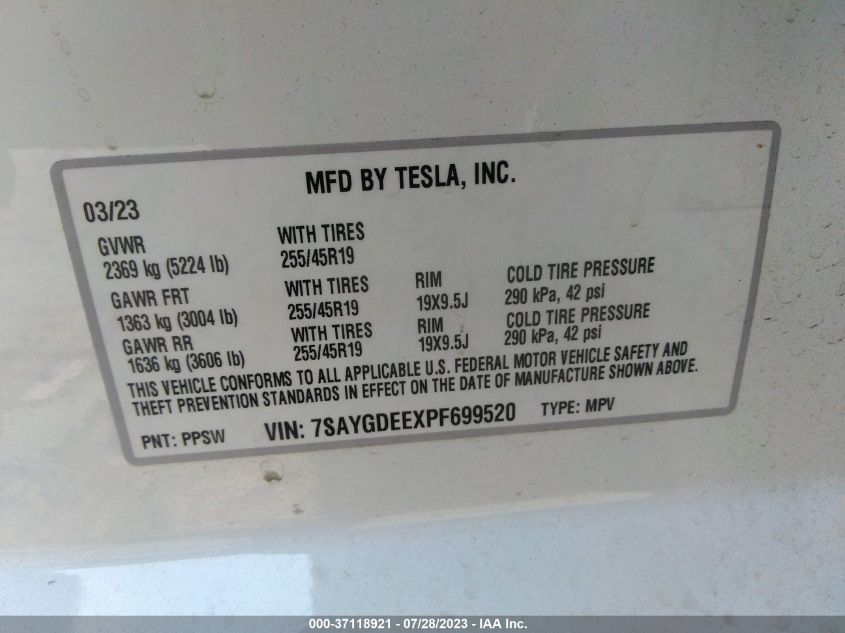 MFD BY TESLA, INC.
03/23
GVWR
2369 kg (5224 lb)
WITH TIRES
255/45R19
GAWR FRT
1363 kg (3004 lb)
WITH TIRES
255/45R19
RIM
19X9.5J
COLD TIRE PRESSURE
290 kPa, 42 psi
GAWR RR
1636 kg (3606 lb)
WITH TIRES
255/45R19
RIM
19X9.5J
COLD TIRE PRESSURE
290 kPa, 42 psi
THIS VEHICLE CONFORMS TO ALL APPLICABLE U.S. FEDERAL MOTOR VEHICLE SAFETY AND
THEFT PREVENTION STANDARDS IN EFFECT ON THE DATE OF MANUFACTURE SHOWN ABOVE.
PNT: PPSW VIN: 7SAYGDEEXPF699520 TYPE: MPV
000-37118921 - 07/28/2023 - IAA Inc.